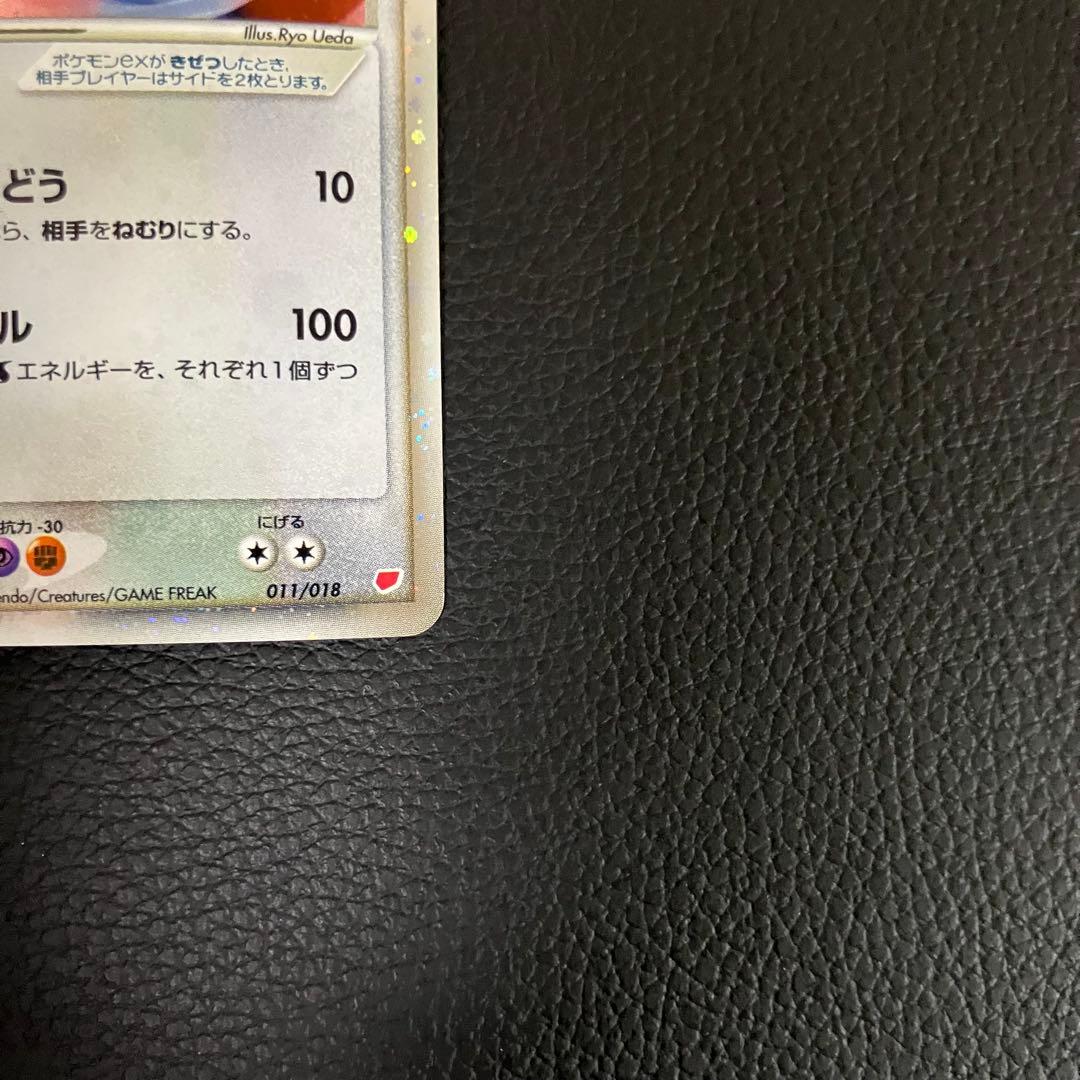 Illus.Ryo Ueda
ポケモンexが きぜつしたとき、
相手プレイヤーはサイドを2枚とります。
どう 10
ら、相手をねむりにする。
ル 100
エネルギーを、それぞれ1個ずつ
抗力 -30
にげる
endo/Creatures/GAME FREAK 011/018